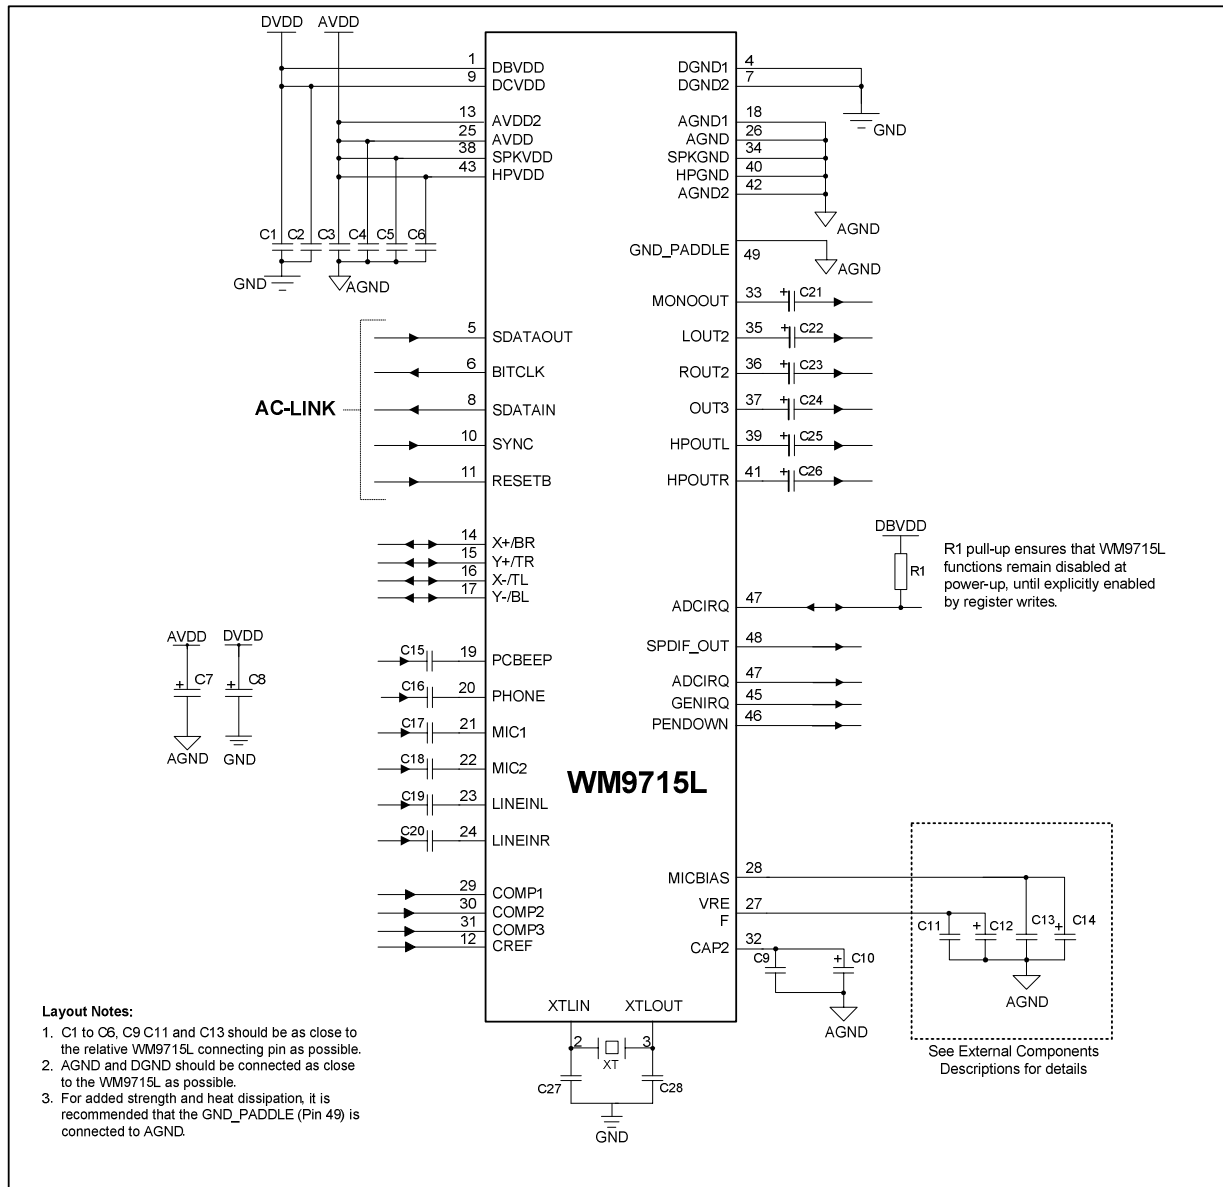 DVDD AVDD
1 DBVDD
9 DCVDD
13 AVDD2
25 AVDD
38 SPKVDD
43 HPVDD
C1 C2 C3 C4 C5 C6
GND AGND
DGND1 4
DGND2 7
GND
AGND1 18
AGND 26
SPKGND 34
HPGND 40
AGND2 42
AGND
GND_PADDLE 49
AGND
AC-LINK
5 SDATAOUT
6 BITCLK
8 SDATAIN
10 SYNC
11 RESETB
MONOOUT 33 + C21
LOUT2 35 + C22
ROUT2 36 + C23
OUT3 37 + C24
HPOUTL 39 + C25
HPOUTR 41 + C26
14 X+/BR
15 Y+/TR
16 X-/TL
17 Y-/BL
DBVDD
R1
R1 pull-up ensures that WM9715L
functions remain disabled at
power-up, until explicitly enabled
by register writes.
ADCIRQ 47
SPDIF_OUT 48
ADCIRQ 47
GENIRQ 45
PENDOWN 46
AVDD DVDD
+ C7 + C8
AGND GND
C15 19 PCBEEP
C16 20 PHONE
C17 21 MIC1
C18 22 MIC2
C19 23 LINEINL
C20 24 LINEINR
WM9715L
29 COMP1
30 COMP2
31 COMP3
12 CREF
MICBIAS 28
VRE
F 27
CAP2 32
C9 + C10
AGND
C11 + C12 C13 + C14
AGND
See External Components
Descriptions for details
XTLIN XTLOUT
2 3
XT
C27 C28
GND
Layout Notes:
1. C1 to C6, C9 C11 and C13 should be as close to
the relative WM9715L connecting pin as possible.
2. AGND and DGND should be connected as close
to the WM9715L as possible.
3. For added strength and heat dissipation, it is
recommended that the GND_PADDLE (Pin 49) is
connected to AGND.